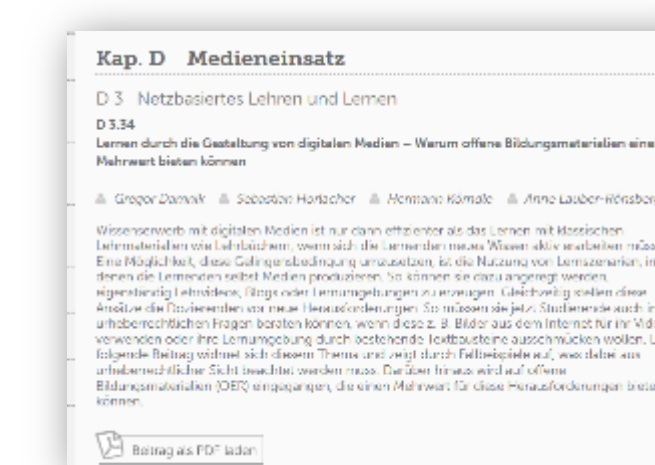 Kap. D Medieneinsatz
D 3 Netzbasiertes Lehren und Lernen
D 3.34
Lernen durch die Gestaltung von digitalen Medien – Warum offene Bildungsmaterialien eine
Mehrwert bieten können
Gregor Damnik Sebastian Horlacher Hermann Körndle Anne Lauber-Rönsberg
Wissenserwerb mit digitalen Medien ist nur dann effizienter als das Lernen mit klassischen
Lehrmaterialien wie Lehrbüchern, wenn sich die Lernenden neues Wissen aktiv erarbeiten müss
Eine Möglichkeit, diese Gelingensbedingung umzusetzen, ist die Nutzung von Lernszenarien, in
denen die Lernenden selbst Medien produzieren. So können sie dazu angeregt werden,
eigenständig Lehrvideos, Blogs oder Lernumgebungen zu erzeugen. Gleichzeitig stellen diese
Ansätze die Dozierenden vor neue Herausforderungen. So müssen sie jetzt Studierende auch in
urheberrechtlichen Fragen beraten können, wenn diese z. B. Bilder aus dem Internet für ihr Vide
verwenden oder ihre Lernumgebung durch bestehende Textbausteine ausschmücken wollen. D
folgende Beitrag widmet sich diesem Thema und zeigt durch Fallbeispiele auf, was dabei aus
urheberrechtlicher Sicht beachtet werden muss. Darüber hinaus wird auf offene
Bildungsmaterialien (OER) eingegangen, die einen Mehrwert für diese Herausforderungen biete
können.
Beitrag als PDF laden